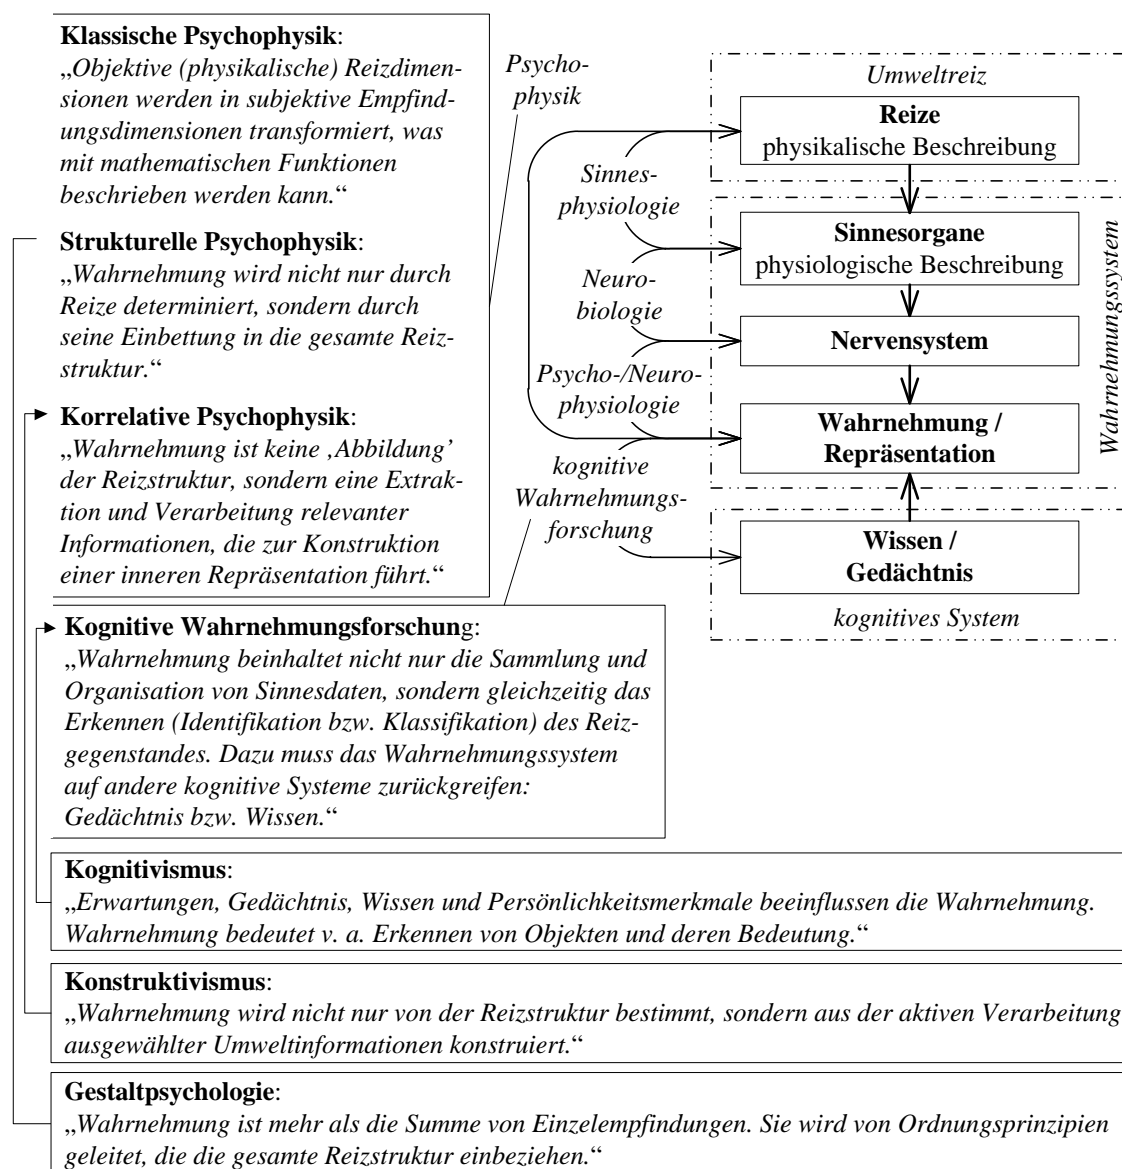 Klassische Psychophysik:
„Objektive (physikalische) Reizdimen-
sionen werden in subjektive Empfind-
ungsdimensionen transformiert, was
mit mathematischen Funktionen
beschrieben werden kann.“
Strukturelle Psychophysik:
„Wahrnehmung wird nicht nur durch
Reize determiniert, sondern durch
seine Einbettung in die gesamte Reiz-
struktur.“
Korrelative Psychophysik:
„Wahrnehmung ist keine ‚Abbildung’
der Reizstruktur, sondern eine Extrak-
tion und Verarbeitung relevanter
Informationen, die zur Konstruktion
einer inneren Repräsentation führt.“
Psycho-
physik
Sinnes-
physiologie
Neuro-
biologie
Psycho-/Neuro-
physiologie
kognitive
Wahrnehmungs-
forschung
Umweltreiz
Reize
physikalische Beschreibung
Sinnesorgane
physiologische Beschreibung
Nervensystem
Wahrnehmung /
Repräsentation
Wahrnehmungssystem
Wissen /
Gedächtnis
kognitives System
Kognitive Wahrnehmungsforschung:
„Wahrnehmung beinhaltet nicht nur die Sammlung und
Organisation von Sinnesdaten, sondern gleichzeitig das
Erkennen (Identifikation bzw. Klassifikation) des Reiz-
gegenstandes. Dazu muss das Wahrnehmungssystem
auf andere kognitive Systeme zurückgreifen:
Gedächtnis bzw. Wissen.“
Kognitivismus:
„Erwartungen, Gedächtnis, Wissen und Persönlichkeitsmerkmale beeinflussen die Wahrnehmung.
Wahrnehmung bedeutet v. a. Erkennen von Objekten und deren Bedeutung.“
Konstruktivismus:
„Wahrnehmung wird nicht nur von der Reizstruktur bestimmt, sondern aus der aktiven Verarbeitung
ausgewählter Umweltinformationen konstruiert.“
Gestaltpsychologie:
„Wahrnehmung ist mehr als die Summe von Einzelempfindungen. Sie wird von Ordnungsprinzipien
geleitet, die die gesamte Reizstruktur einbeziehen.“